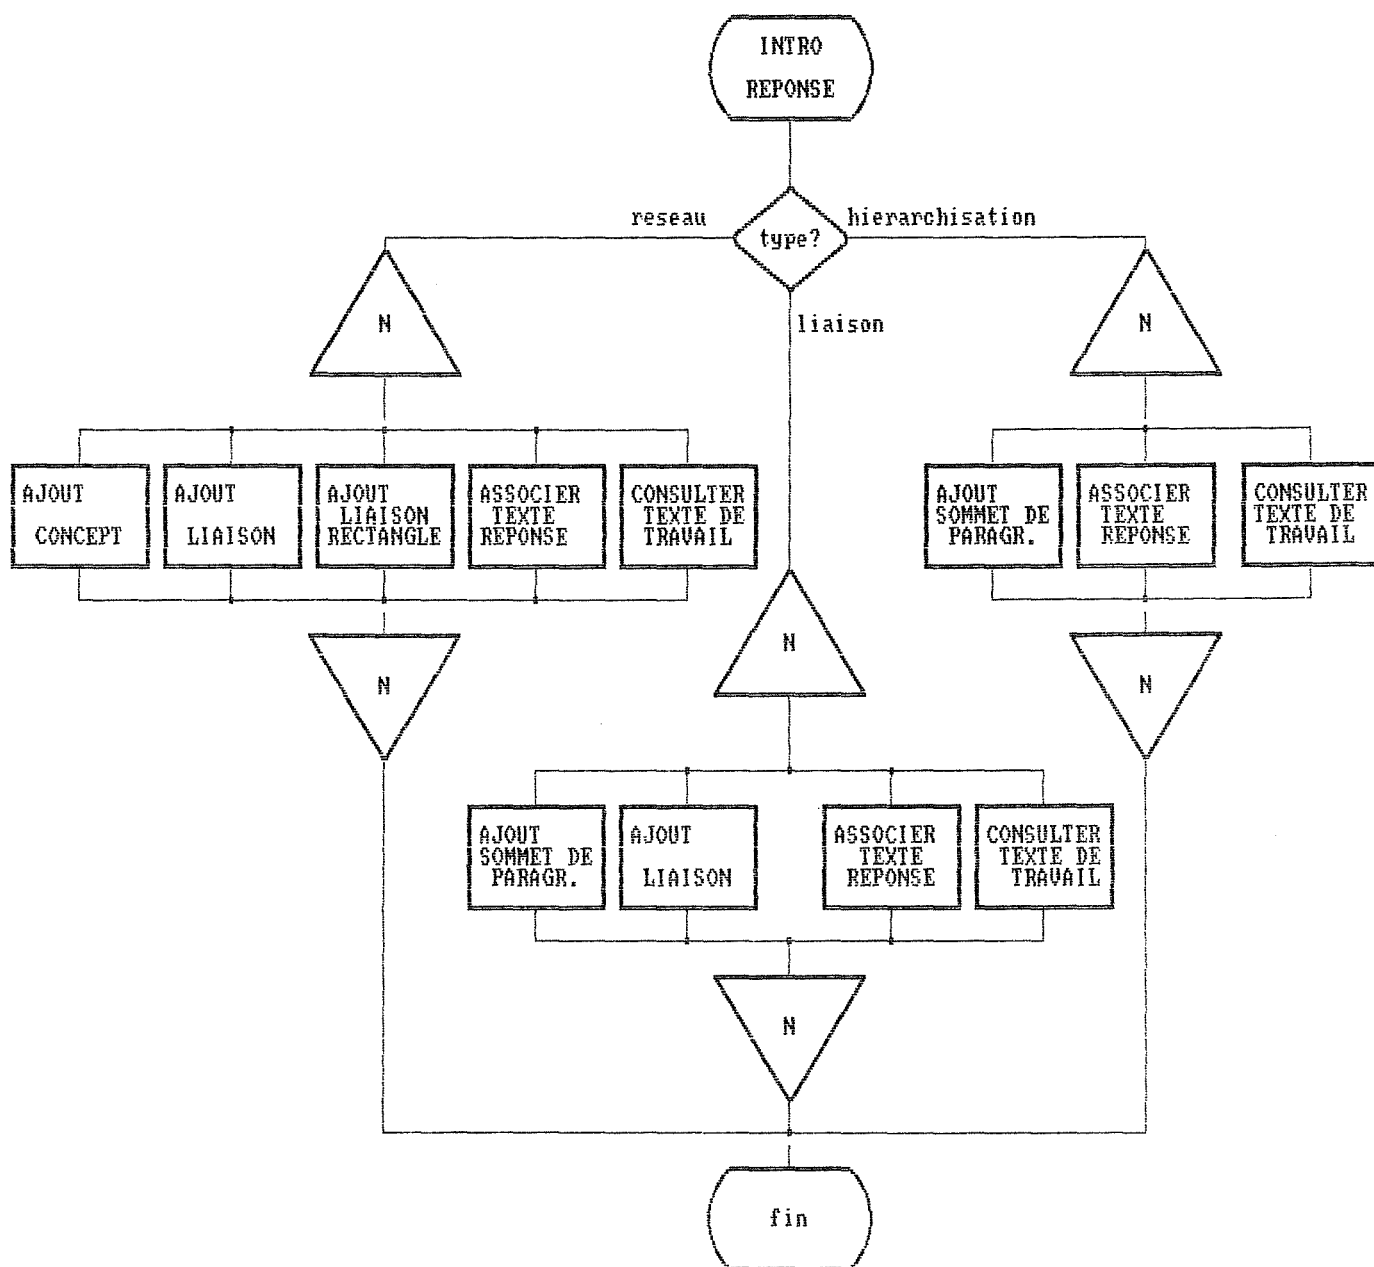 INTRO
REPONSE
reseau
type?
hierarchisation
liaison
N
N
AJOUT
CONCEPT
AJOUT
LIAISON
AJOUT
LIAISON
RECTANGLE
ASSOCIER
TEXTE
REPONSE
CONSULTER
TEXTE DE
TRAVAIL
AJOUT
SOMMET DE
PARAGR.
ASSOCIER
TEXTE
REPONSE
CONSULTER
TEXTE DE
TRAVAIL
N
N
N
AJOUT
SOMMET DE
PARAGR.
AJOUT
LIAISON
ASSOCIER
TEXTE
REPONSE
CONSULTER
TEXTE DE
TRAVAIL
N
fin